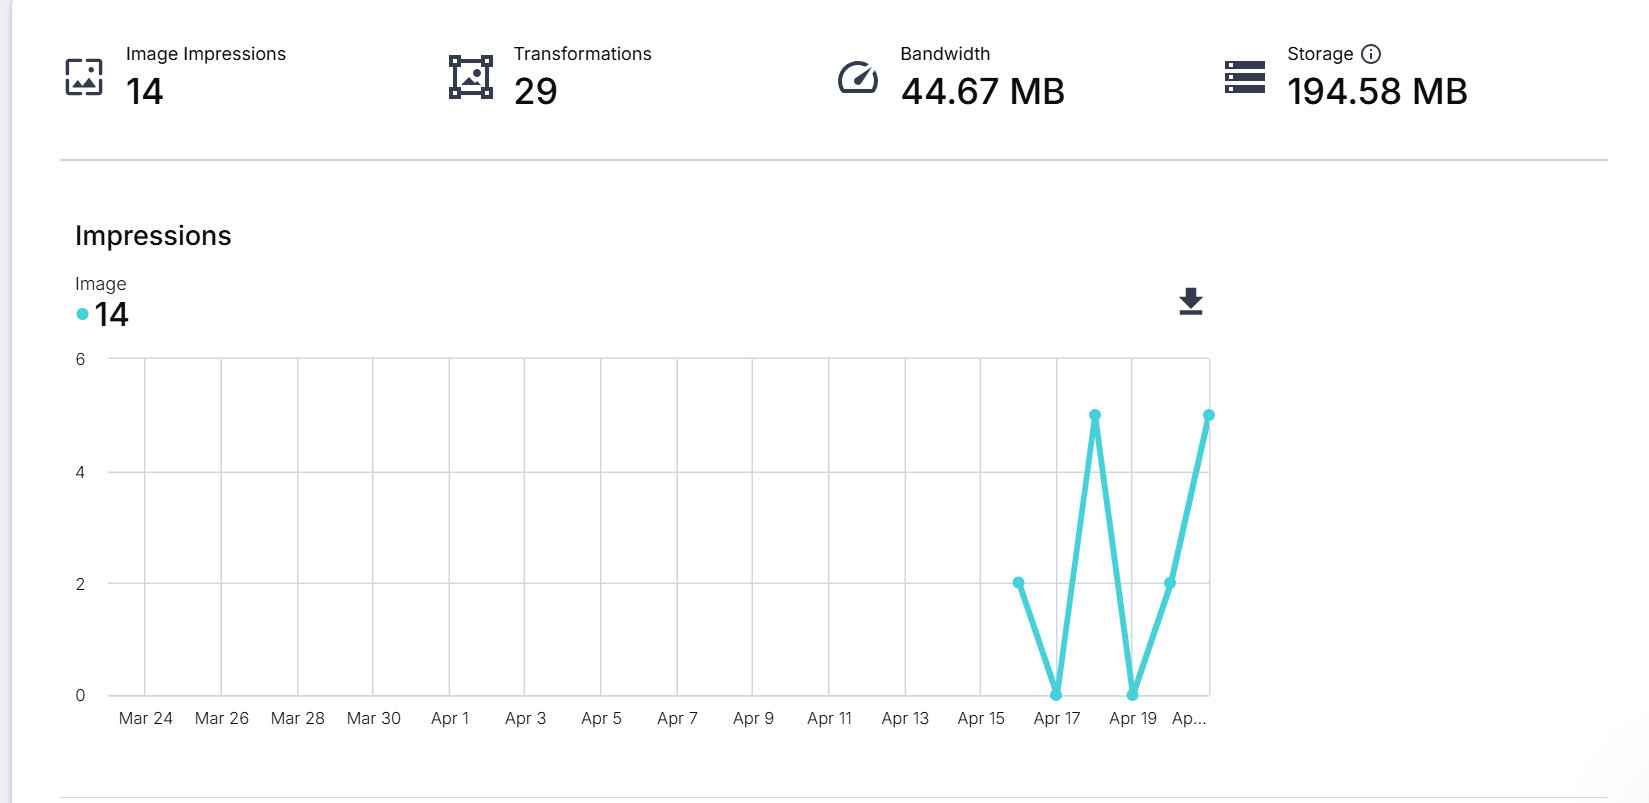 Image Impressions
14
Transformations
29
Bandwidth
44.67 MB
Storage
194.58 MB
Impressions
Image
14
6
4
2
0
Mar 24 Mar 26 Mar 28 Mar 30 Apr 1 Apr 3 Apr 5 Apr 7 Apr 9 Apr 11 Apr 13 Apr 15 Apr 17 Apr 19 Ap...